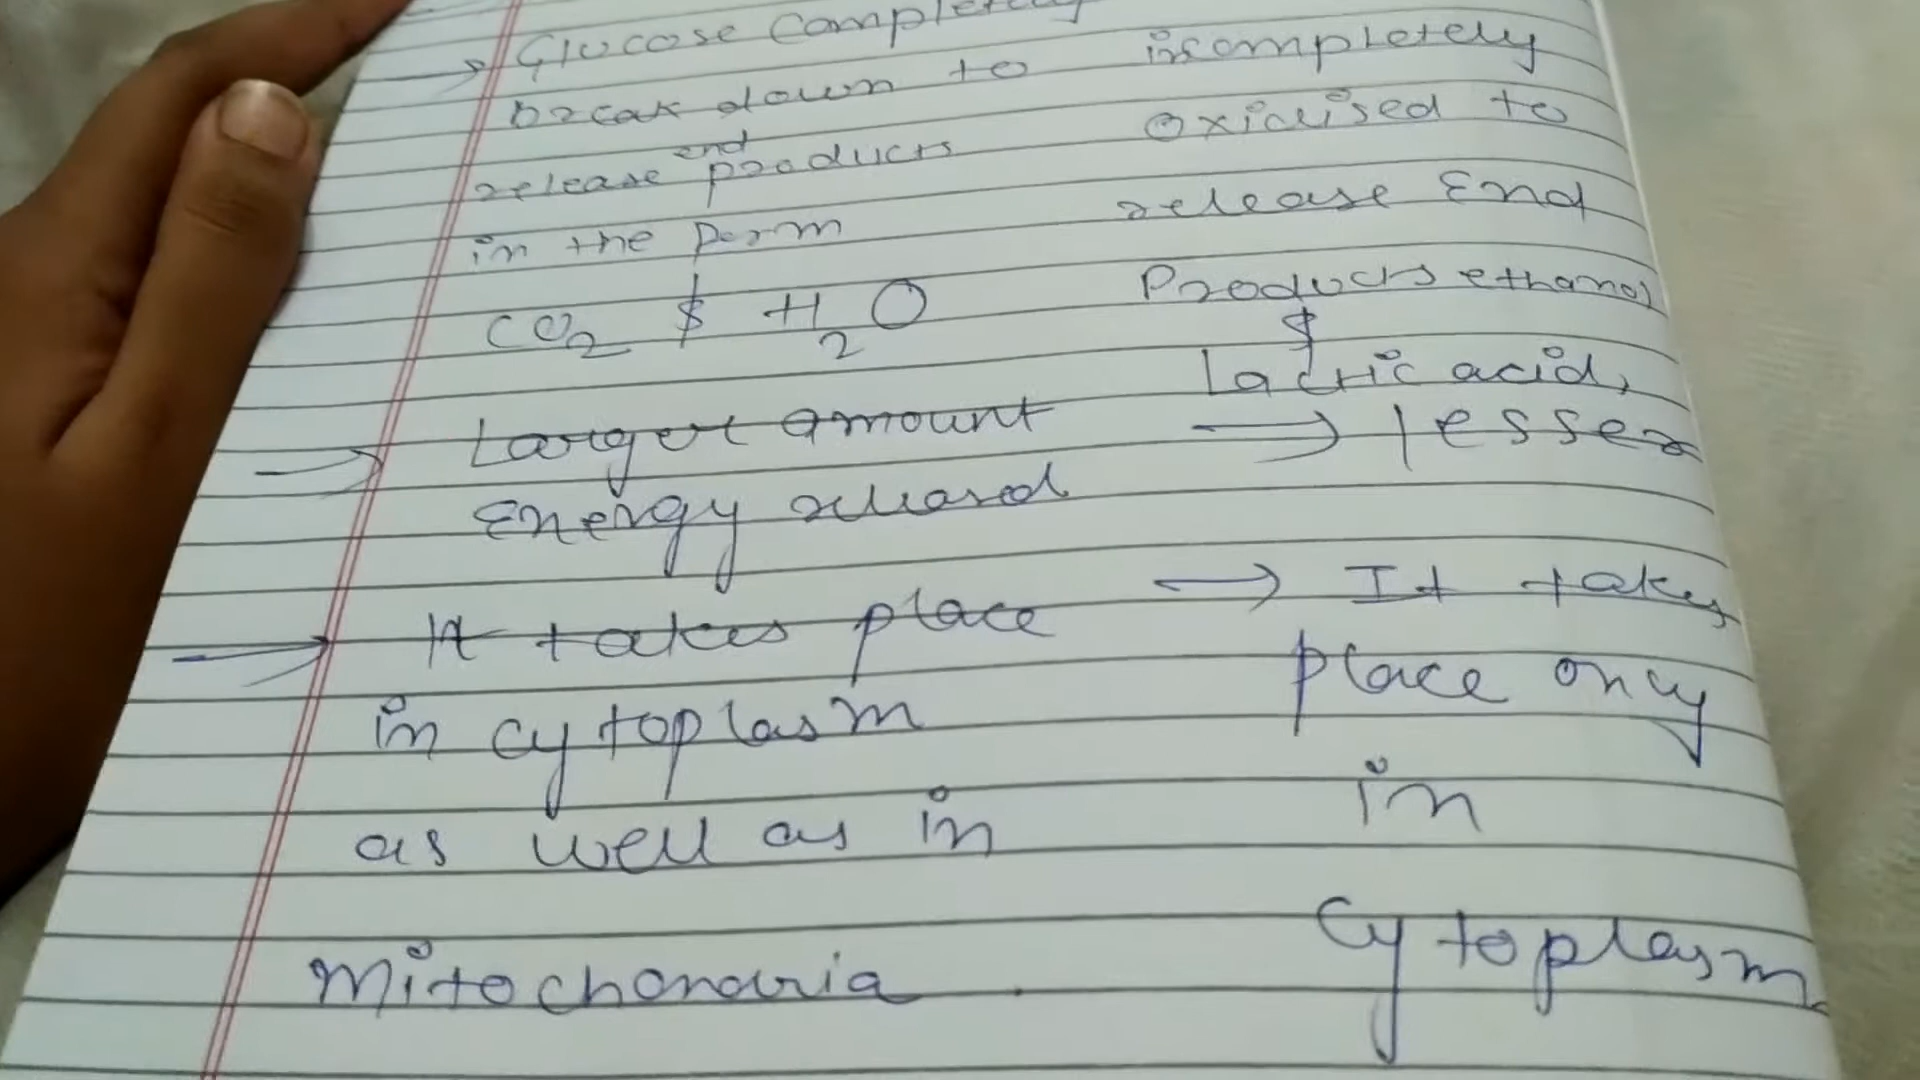 → Glucose completely
break down to
release end products
in the form
CO2 & H2O
→ Larger amount
Energy released
→ It takes place
in cytoplasm
as well as in
Mitochondria
incompletely
Oxidised to
release End
Products ethanol
&
Lactic acid,
→ lesser
→ It takes
place only
in
Cytoplasm